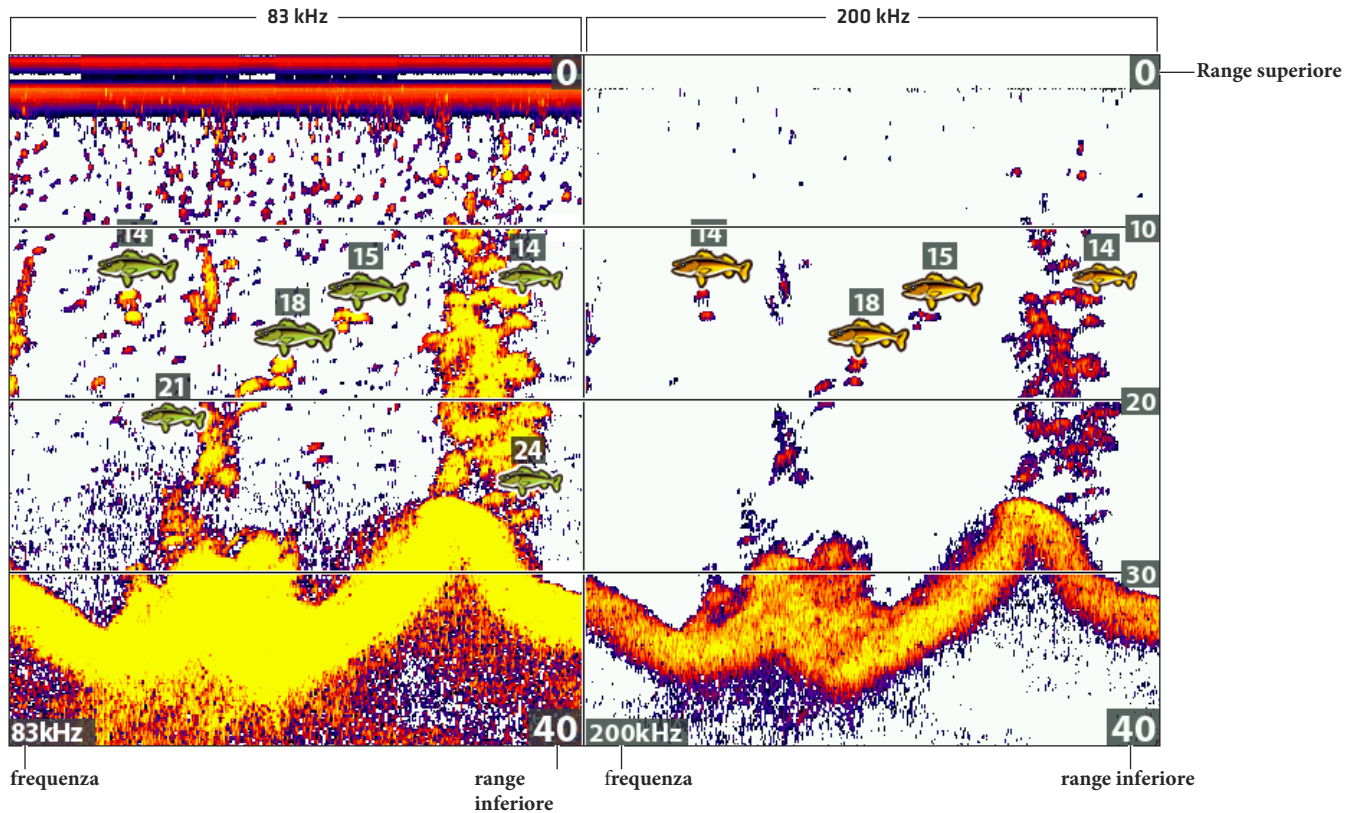 83 kHz
200 kHz
0
0
Range superiore
10
14
15
14
18
14
15
14
18
20
21
24
30
83kHz
40
200kHz
40
frequenza
range
inferiore
frequenza
range inferiore